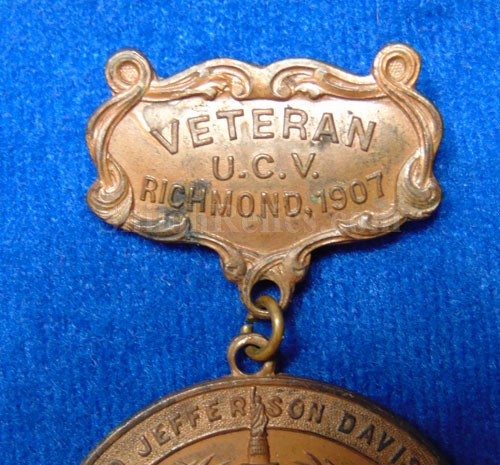 VETERAN
U.C.V.
RICHMOND, 1907
JEFFERSON DAVIS